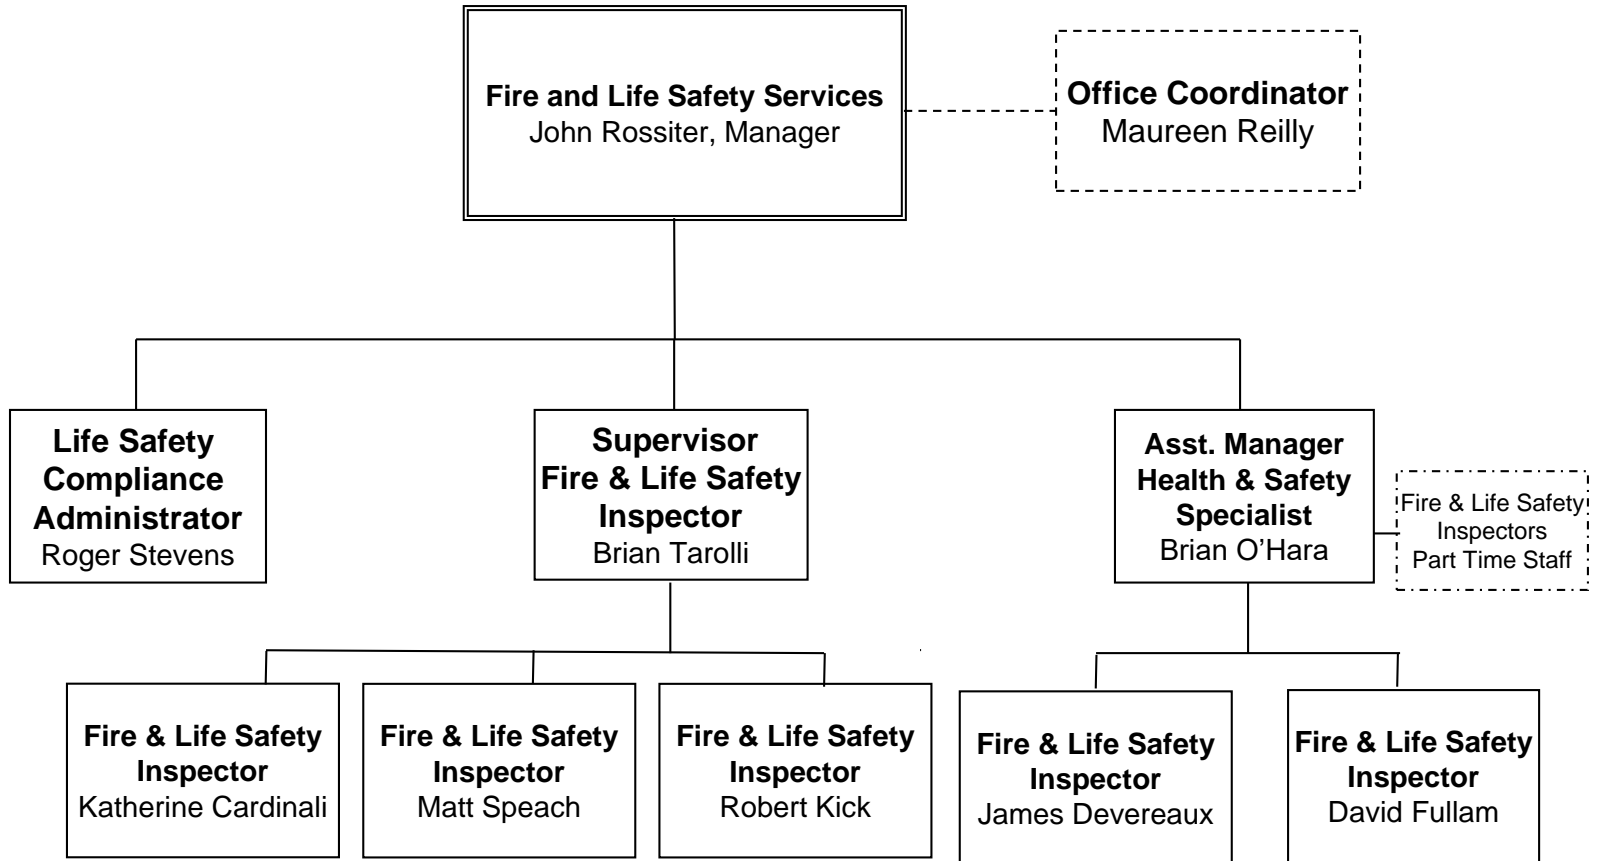 Fire and Life Safety Services
John Rossiter, Manager
Office Coordinator
Maureen Reilly
Life Safety
Compliance
Administrator
Roger Stevens
Supervisor
Fire & Life Safety
Inspector
Brian Tarolli
Asst. Manager
Health & Safety
Specialist
Brian O’Hara
Fire & Life Safety
Inspectors
Part Time Staff
Fire & Life Safety
Inspector
Katherine Cardinali
Fire & Life Safety
Inspector
Matt Speach
Fire & Life Safety
Inspector
Robert Kick
Fire & Life Safety
Inspector
James Devereaux
Fire & Life Safety
Inspector
David Fullam